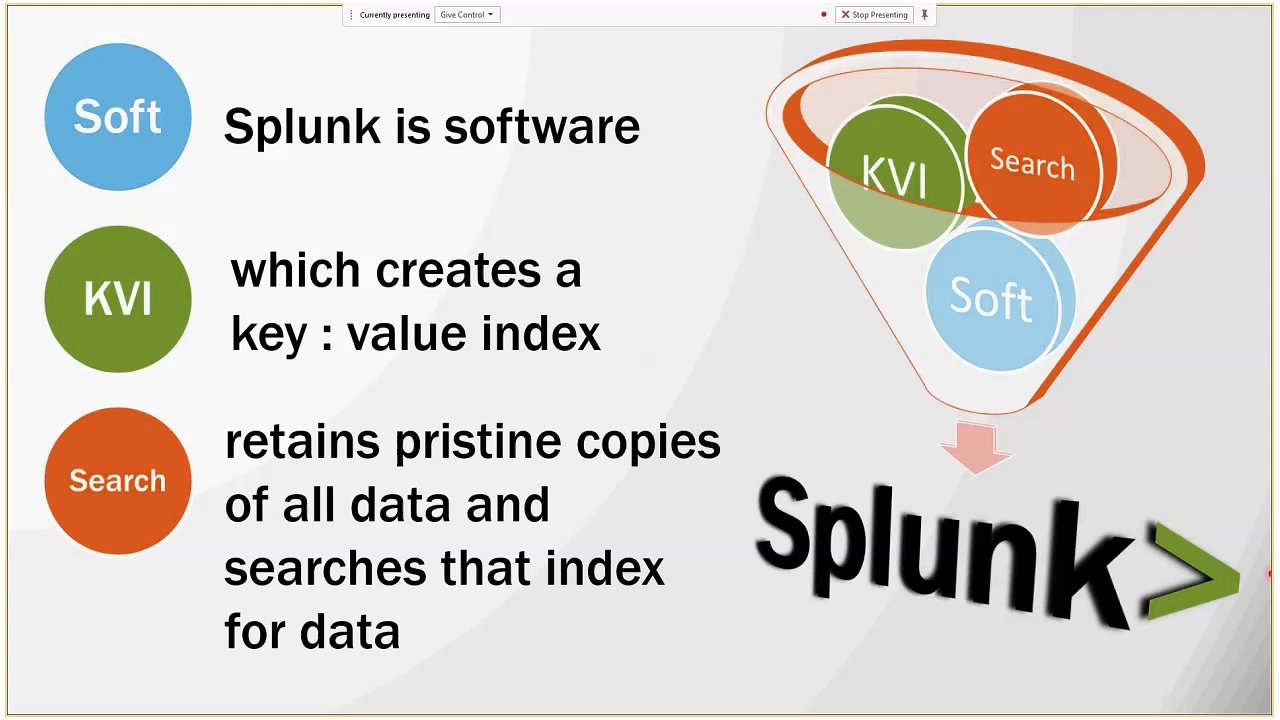 Currently presenting Give Control Stop Presenting
Soft
Splunk is software
KVI
which creates a
key : value index
Search
retains pristine copies
of all data and
searches that index
for data
KVI
Search
Soft
Splunk>